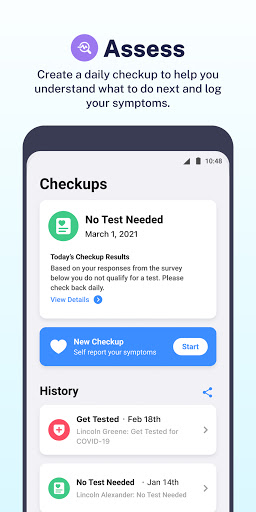 Assess
Create a daily checkup to help you
understand what to do next and log
your symptoms.
10:48
Checkups
No Test Needed
March 1, 2021
Today's Checkup Results
Based on your responses from the survey
below you do not qualify for a test. Please
check back daily.
View Details
New Checkup
Self report your symptoms
Start
History
Get Tested · Feb 18th
Lincoln Greene: Get Tested for
COVID-19
No Test Needed · Jan 14th
Lincoln Alexander: No Test Needed